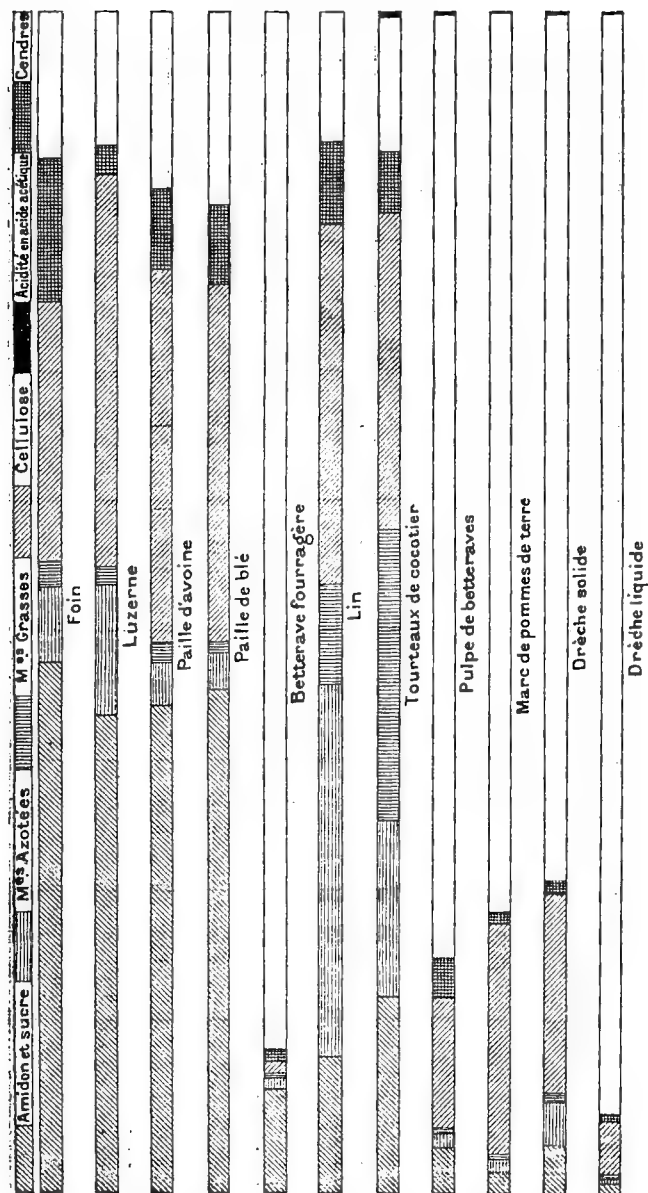 Amidon et sucre
Mes Azotées
Mes Grasses
Cellulose
Acidité en acide acétique
Cendres
Foin
Luzerne
Paille d'avoine
Paille de blé
Betterave fourragère
Lin
Tourteaux de cocotier
Pulpe de betteraves
Marc de pommes de terre
Drèche solide
Drèche liquide